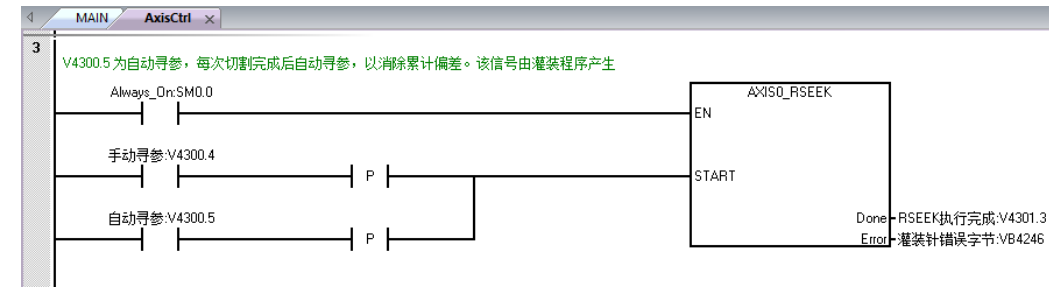 MAIN AxisCtrl ×
3
V4300.5 为自动寻参，每次切割完成后自动寻参，以消除累计偏差。该信号由灌装程序产生
Always_On:SM0.0 AXIS0_RSEEK
EN
手动寻参:V4300.4
P START
自动寻参:V4300.5 Done RSEEK执行完成:V4301.3
P Error 灌装针错误字节:VB4246